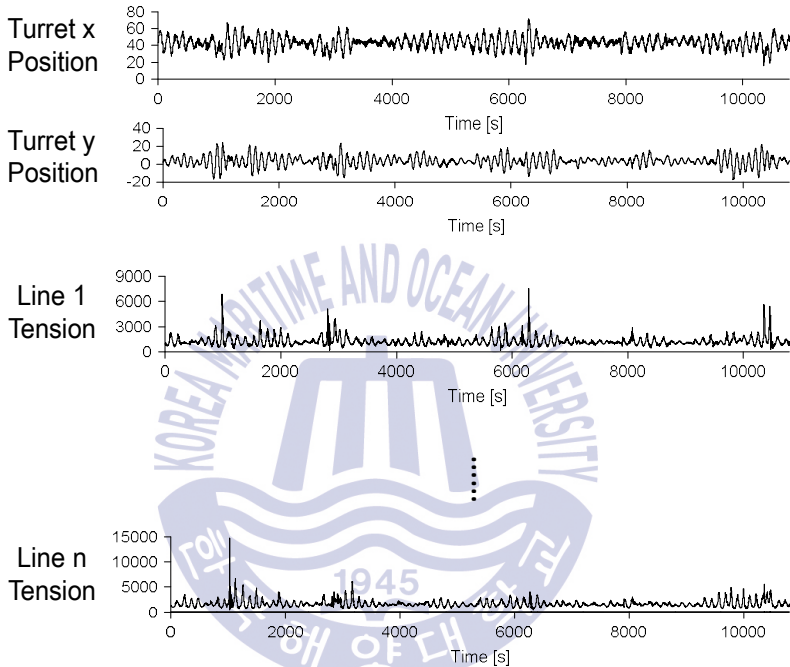 Turret x
Position
80
60
40
20
0
0 2000 4000 6000 8000 10000
Time [s]
Turret y
Position
40
20
0
-20
0 2000 4000 6000 8000 10000
Time [s]
Line 1
Tension
9000
6000
3000
0
0 2000 4000 6000 8000 10000
Time [s]
KOREA MARITIME AND OCEAN UNIVERSITY
Line n
Tension
15000
10000
5000
0
0 2000 4000 6000 8000 10000
Time [s]
1945
해양대